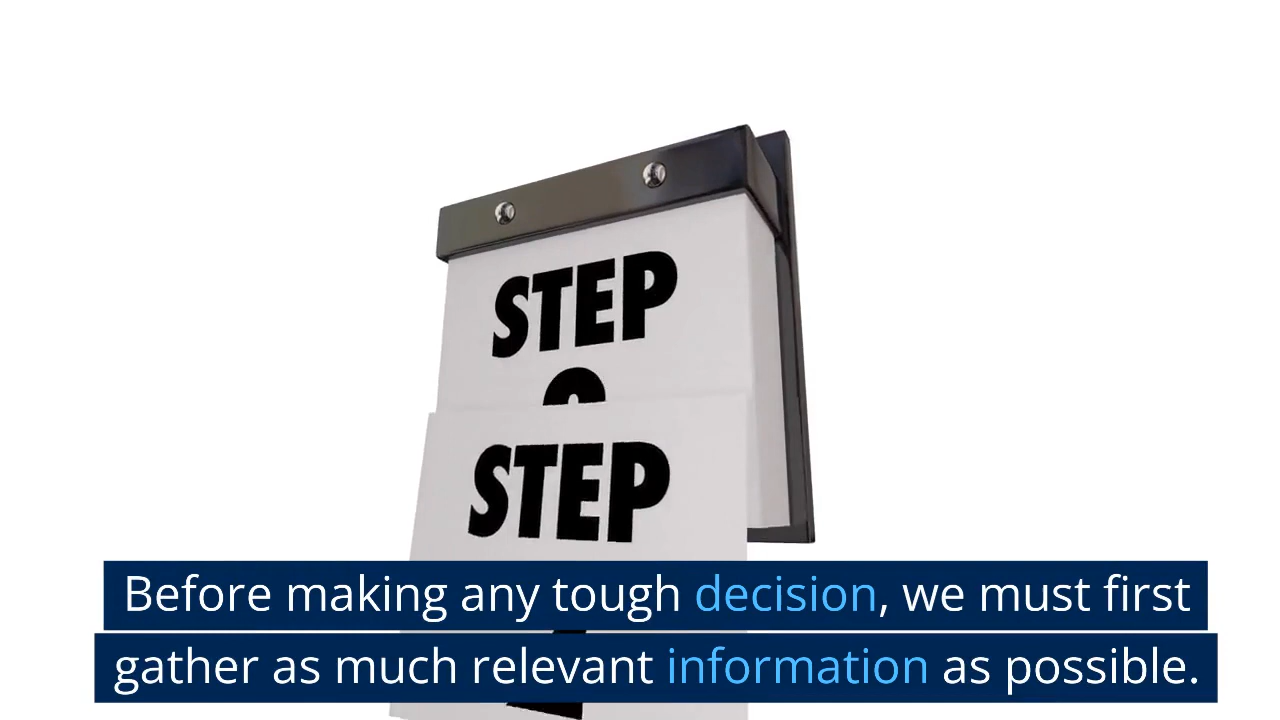 STEP
STEP
Before making any tough decision, we must first
gather as much relevant information as possible.